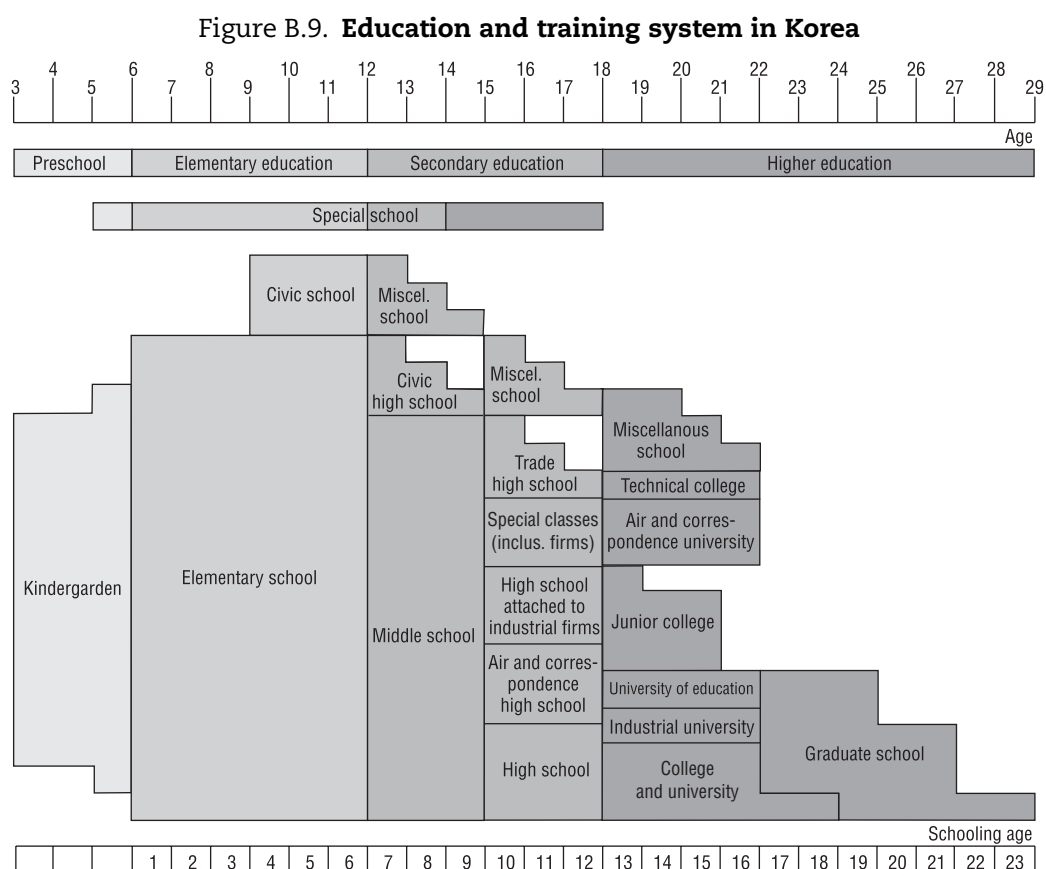 Figure B.9. Education and training system in Korea
4 6 8 10 12 14 16 18 20 22 24 26 28
3 5 7 9 11 13 15 17 19 21 23 25 27 29
Age
Preschool Elementary education Secondary education Higher education
Special school
Civic school
Miscel.
school
Civic
high school
Miscel.
school
Miscellanous
school
Trade
high school
Technical college
Special classes
(inclus. firms)
Air and corres-
pondence university
Kindergarden
Elementary school
Middle school
High school
attached to
industrial firms
Junior college
Air and corres-
pondence
high school
University of education
Industrial university
High school
College
and university
Graduate school
Schooling age
1 2 3 4 5 6 7 8 9 10 11 12 13 14 15 16 17 18 19 20 21 22 23